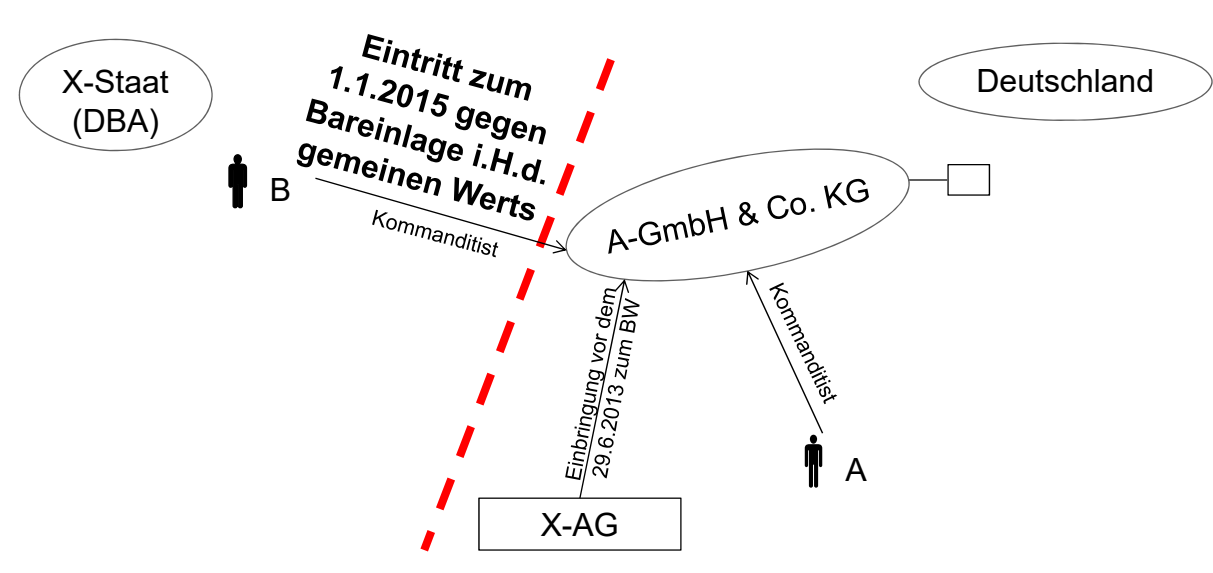 X-Staat
(DBA)
Eintritt zum
1.1.2015 gegen
Bareinlage i.H.d.
gemeinen Werts
Deutschland
B
Kommanditist
A-GmbH & Co. KG
Einbringung vor dem
29.6.2013 zum BW
Kommanditist
A
X-AG